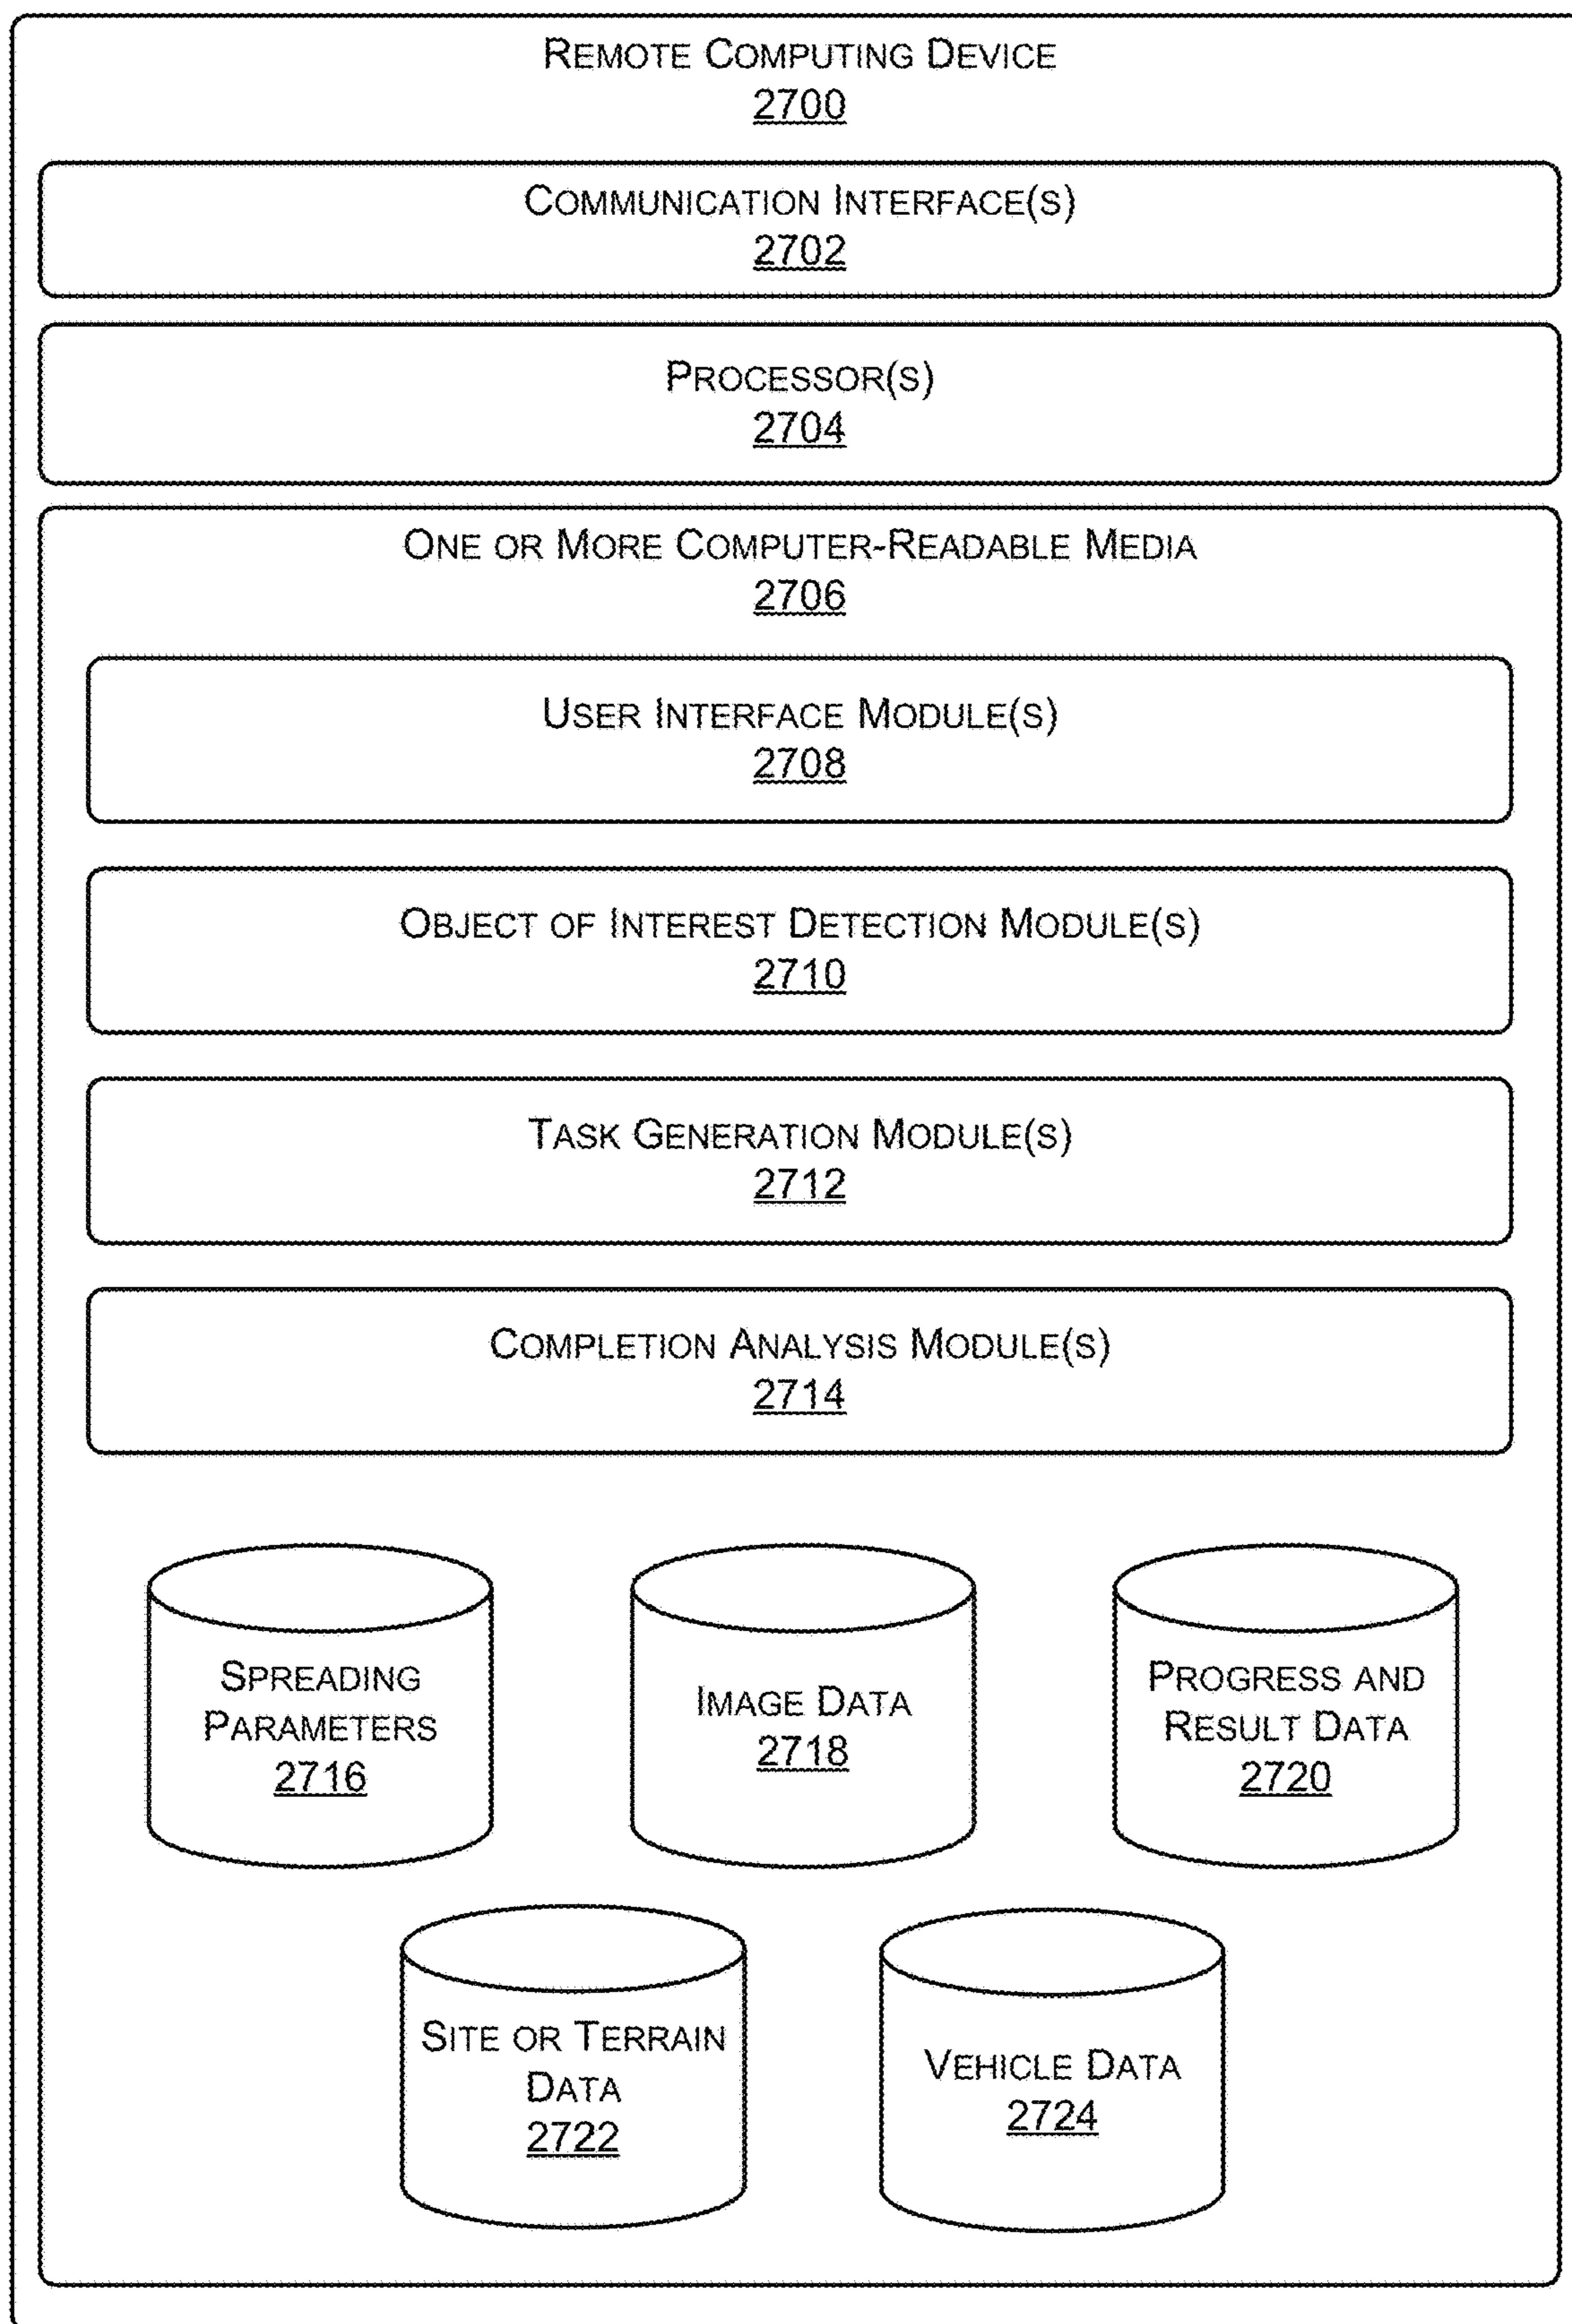 REMOTE COMPUTING DEVICE
2700
COMMUNICATION INTERFACE(S)
2702
PROCESSOR(S)
2704
ONE OR MORE COMPUTER-READABLE MEDIA
2706
USER INTERFACE MODULE(S)
2708
OBJECT OF INTEREST DETECTION MODULE(S)
2710
TASK GENERATION MODULE(S)
2712
COMPLETION ANALYSIS MODULE(S)
2714
SPREADING
PARAMETERS
2716
IMAGE DATA
2718
PROGRESS AND
RESULT DATA
2720
SITE OR TERRAIN
DATA
2722
VEHICLE DATA
2724